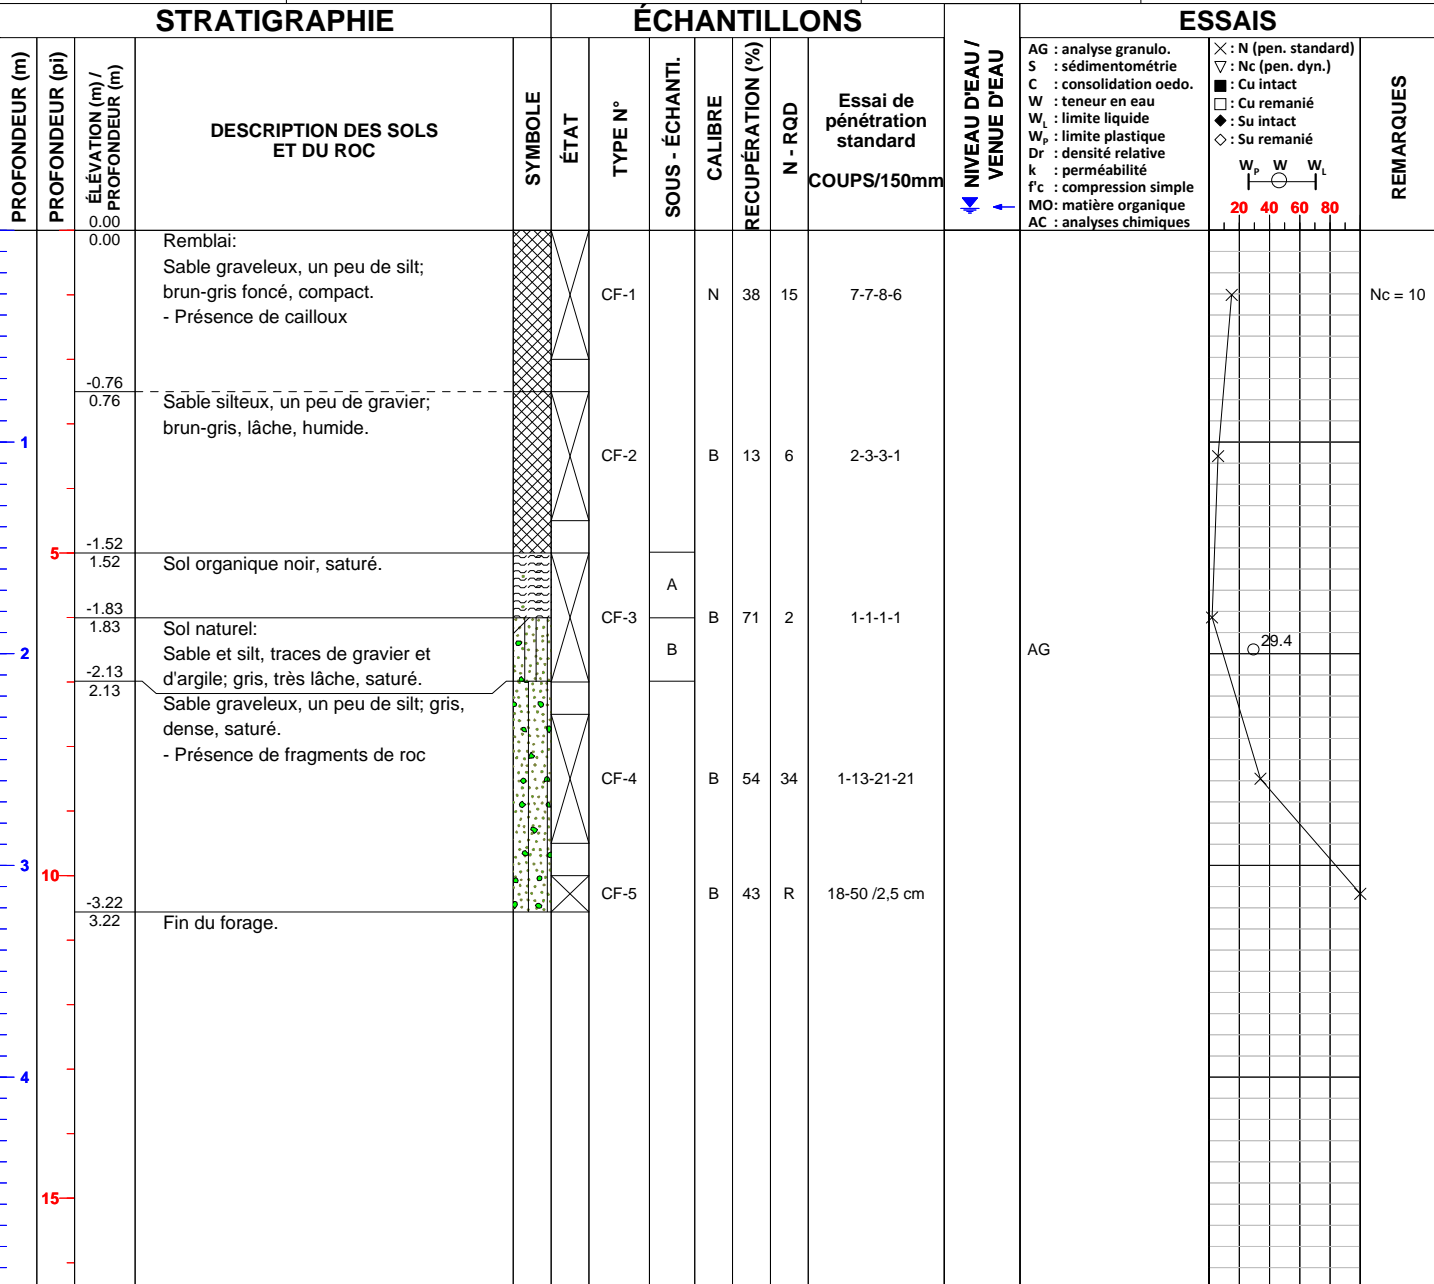 STRATIGRAPHIE
ÉCHANTILLONS
ESSAIS
PROFONDEUR (m)
PROFONDEUR (pi)
ÉLÉVATION (m) /
PROFONDEUR (m)
DESCRIPTION DES SOLS
ET DU ROC
SYMBOLE
ÉTAT
TYPE N°
SOUS - ÉCHANTI.
CALIBRE
RECUPÉRATION (%)
N - RQD
Essai de
pénétration
standard
COUPS/150mm
NIVEAU D'EAU /
VENUE D'EAU
AG : analyse granulo.
S : sédimentométrie
C : consolidation oedo.
W : teneur en eau
WL : limite liquide
WP : limite plastique
Dr : densité relative
k : perméabilité
f'c : compression simple
MO: matière organique
AC : analyses chimiques
: N (pen. standard)
: Nc (pen. dyn.)
: Cu intact
: Cu remanié
: Su intact
: Su remanié
WP W WL
20 40 60 80
REMARQUES
0.00
0.00
Remblai:
Sable graveleux, un peu de silt;
brun-gris foncé, compact.
- Présence de cailloux
CF-1 N 38 15 7-7-8-6
Nc = 10
-0.76
0.76
Sable silteux, un peu de gravier;
brun-gris, lâche, humide.
1
CF-2 B 13 6 2-3-3-1
5
-1.52
1.52
Sol organique noir, saturé.
A
-1.83
1.83
CF-3 B 71 2 1-1-1-1
Sol naturel:
Sable et silt, traces de gravier et
d'argile; gris, très lâche, saturé.
2
B
AG
29.4
-2.13
2.13
Sable graveleux, un peu de silt; gris,
dense, saturé.
- Présence de fragments de roc
CF-4 B 54 34 1-13-21-21
3
10
CF-5 B 43 R 18-50 /2,5 cm
-3.22
3.22
Fin du forage.
4
15